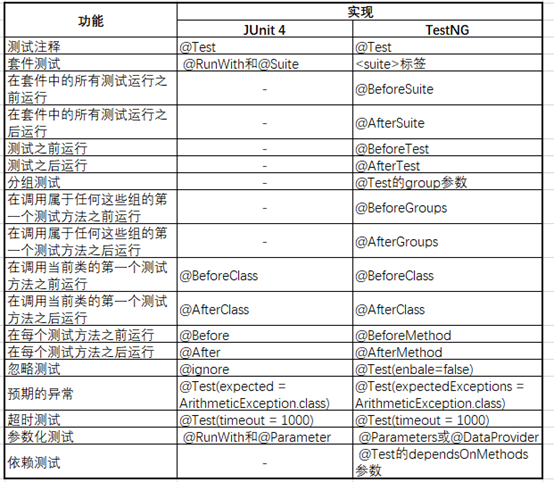 功能
实现
JUnit 4
TestNG
测试注释
@Test
@Test
套件测试
@RunWith和@Suite
<suite>标签
在套件中的所有测试运行之
前运行
-
@BeforeSuite
在套件中的所有测试运行之
后运行
-
@AfterSuite
测试之前运行
-
@BeforeTest
测试之后运行
-
@AfterTest
分组测试
-
@Test的group参数
在调用属于任何这些组的第
一个测试方法之前运行
-
@BeforeGroups
在调用属于任何这些组的第
一个测试方法之后运行
-
@AfterGroups
在调用当前类的第一个测试
方法之前运行
@BeforeClass
@BeforeClass
在调用当前类的第一个测试
方法之后运行
@AfterClass
@AfterClass
在每个测试方法之前运行
@Before
@BeforeMethod
在每个测试方法之后运行
@After
@AfterMethod
忽略测试
@ignore
@Test(enbale=false)
预期的异常
@Test(expected =
ArithmeticException.class)
@Test(expectedExceptions =
ArithmeticException.class)
超时测试
@Test(timeout = 1000)
@Test(timeout = 1000)
参数化测试
@RunWith和@Parameter
@Parameters或@DataProvider
依赖测试
-
@Test的dependsOnMethods
参数